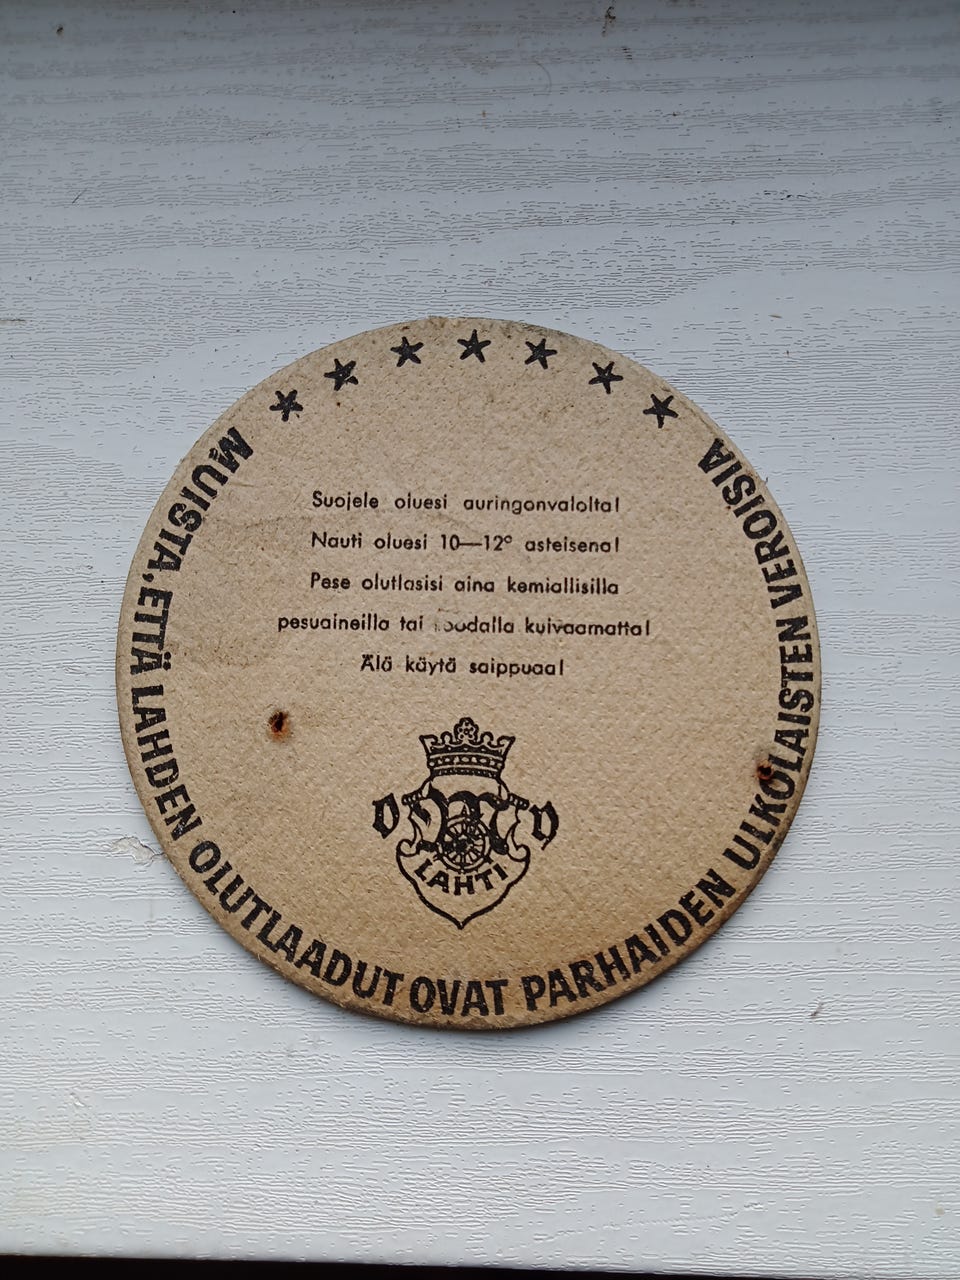 MUISTA, ETTÄ LAHDEN OLUTLAADUT OVAT PARHAIDEN ULKOLAISTEN VEROISIA
Suojele oluesi auringonvalolta!
Nauti oluesi 10—12° asteisena!
Pese olutlasisi aina kemiallisilla
pesuaineilla tai kuivaamatta!
Älä käytä saippuaa!
LAHTI